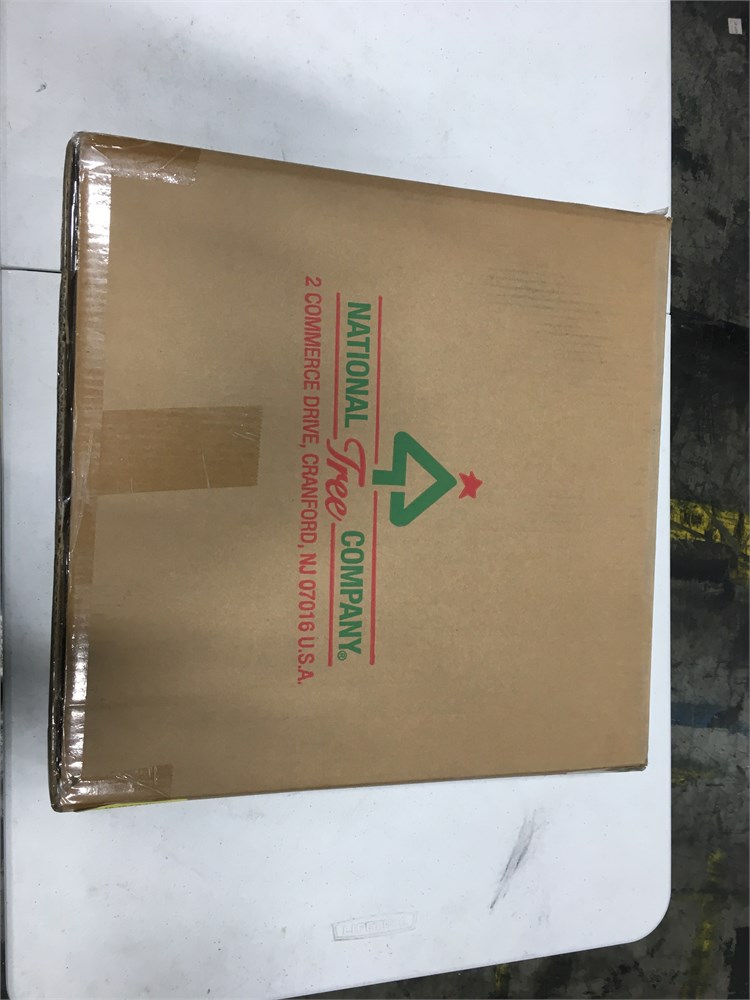 NATIONAL Tree COMPANY®
2 COMMERCE DRIVE, CRANFORD, NJ 07016 U.S.A.